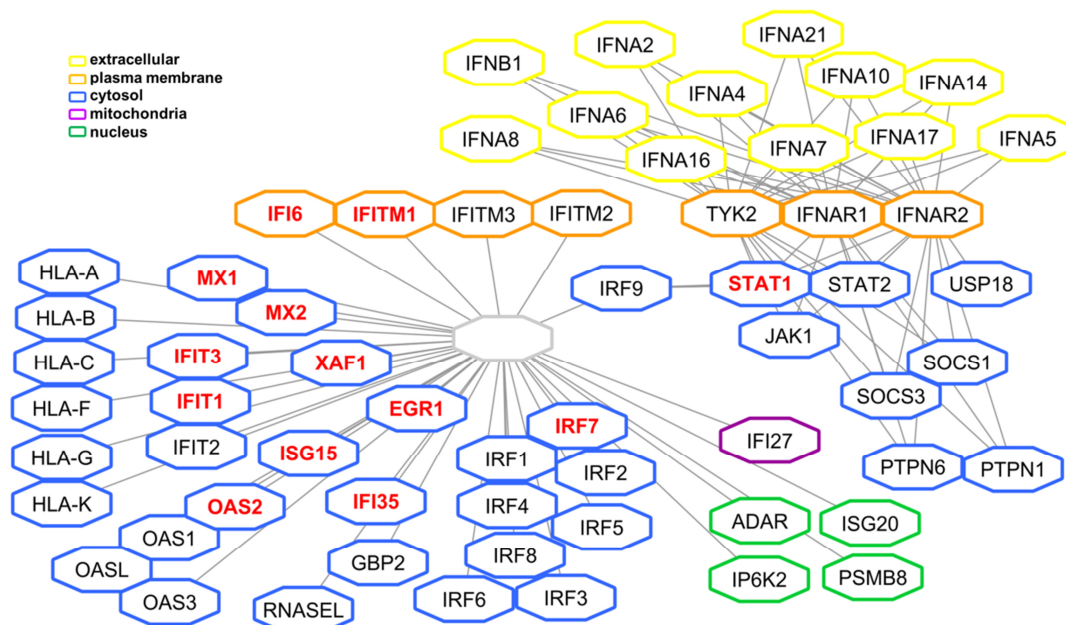 extracellular
plasma membrane
cytosol
mitochondria
nucleus
IFNA21
IFNA2
IFNB1
IFNA10
IFNA14
IFNA4
IFNA6
IFNA8
IFNA17
IFNA5
IFNA7
IFNA16
IFI6
IFITM1
IFITM3
IFITM2
TYK2
IFNAR1
IFNAR2
HLA-A
MX1
IRF9
STAT1
STAT2
USP18
HLA-B
MX2
JAK1
HLA-C
IFIT3
XAF1
SOCS1
SOCS3
HLA-F
IFIT1
EGR1
IRF7
IFI27
HLA-G
IFIT2
ISG15
IRF1
IRF2
PTPN6
PTPN1
HLA-K
OAS2
IFI35
IRF4
IRF5
ADAR
ISG20
OAS1
GBP2
IRF8
OASL
IP6K2
PSMB8
OAS3
RNASEL
IRF6
IRF3